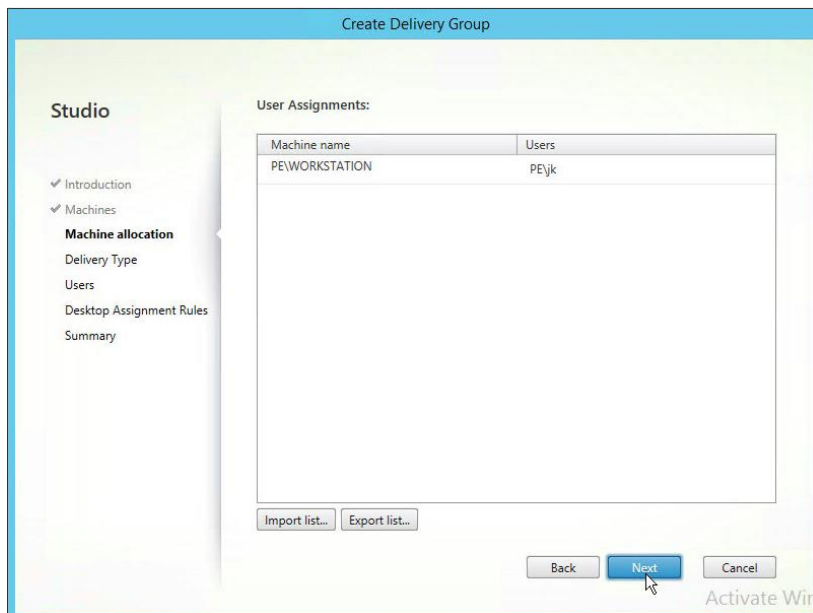 Create Delivery Group
Studio
Introduction
Machines
Machine allocation
Delivery Type
Users
Desktop Assignment Rules
Summary
User Assignments:
Machine name Users
PE\WORKSTATION PE\jk
Import list... Export list...
Back Next Cancel
Activate Win